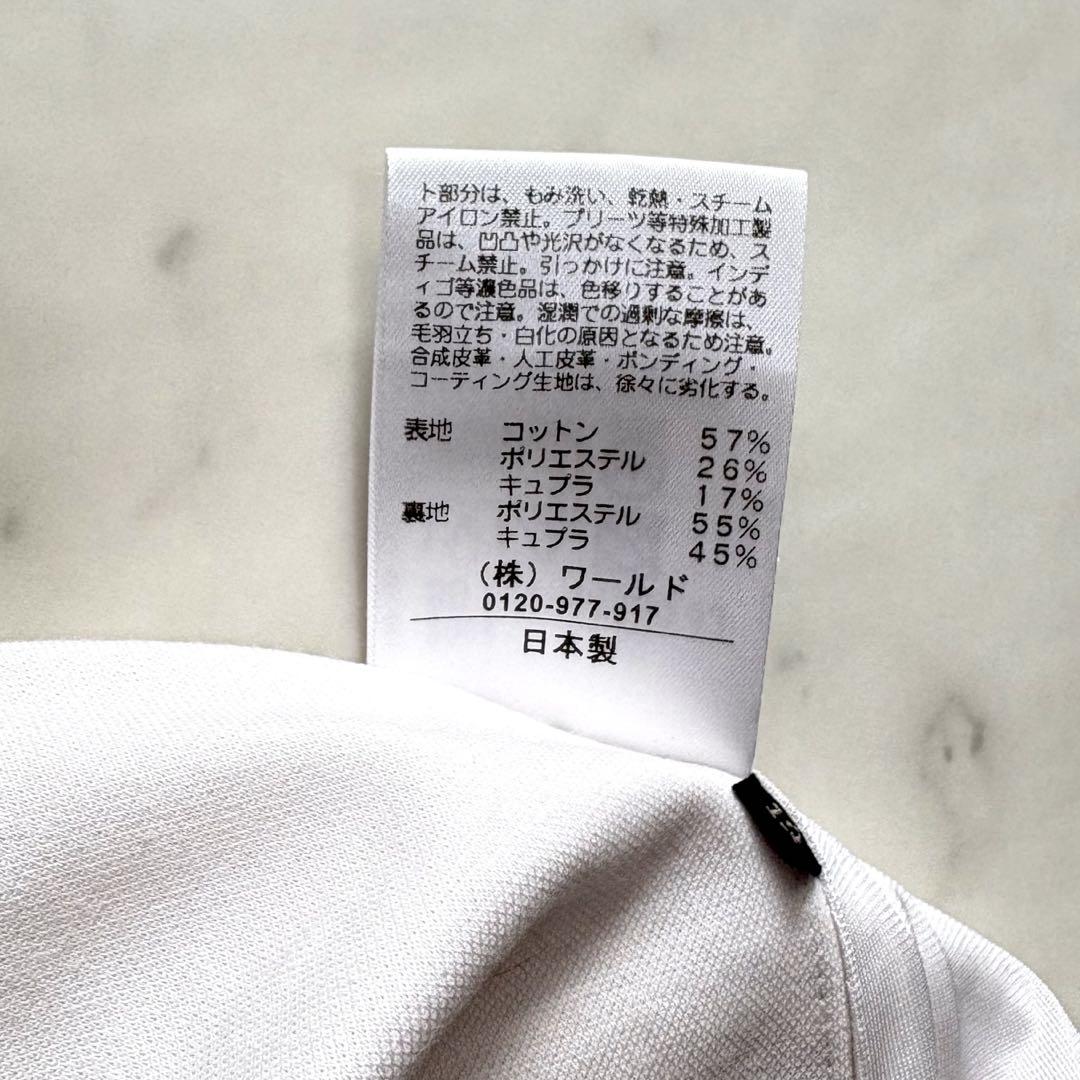 ト部分は、もみ洗い、乾熱・スチーム
アイロン禁止。プリーツ等特殊加工製
品は、凹凸や光沢がなくなるため、ス
チーム禁止。引っかけに注意。インデ
ィゴ等濃色品は、色移りすることがあ
るので注意。湿潤での過剰な摩擦は、
毛羽立ち・白化の原因となるため注意。
合成皮革・人工皮革・ボンディング・
コーティング生地は、徐々に劣化する。
表地 コットン 57%
ポリエステル 26%
キュプラ 17%
裏地 ポリエステル 55%
キュプラ 45%
(株)ワールド
0120-977-917
日本製